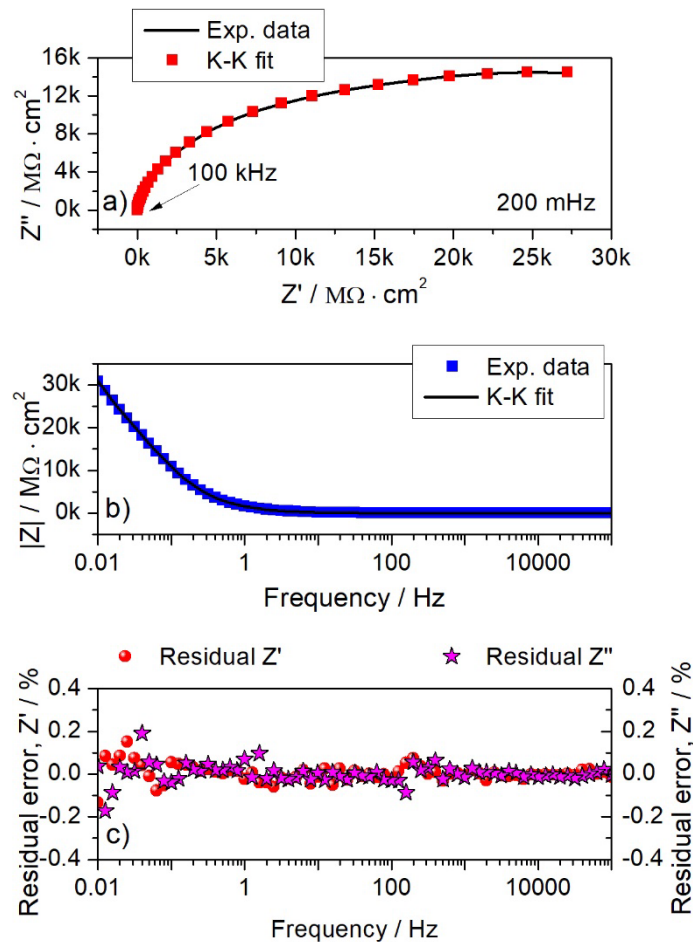 Exp. data
K-K fit
16k
12k
8k
4k
0k
Z'' / MΩ · cm²
a)
100 kHz
200 mHz
0k 5k 10k 15k 20k 25k 30k
Z' / MΩ · cm²
Exp. data
K-K fit
30k
20k
10k
0k
|Z| / MΩ · cm²
b)
0.01 0.1 1 10 100 10000
Frequency / Hz
Residual Z' Residual Z''
0.4 0.4
0.2 0.2
0.0 0.0
-0.2 -0.2
-0.4 -0.4
Residual error, Z' / %
Residual error, Z'' / %
c)
0.01 1 100 10000
Frequency / Hz